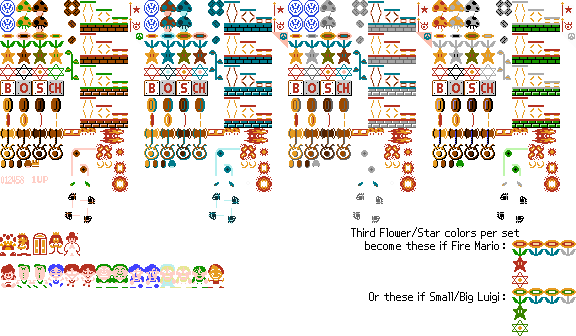 BOSCH BOSCH BOSCH BOSCH
012458 1UP
Third Flower/Star colors per set
become these if Fire Mario :
Or these if Small/Big Luigi :